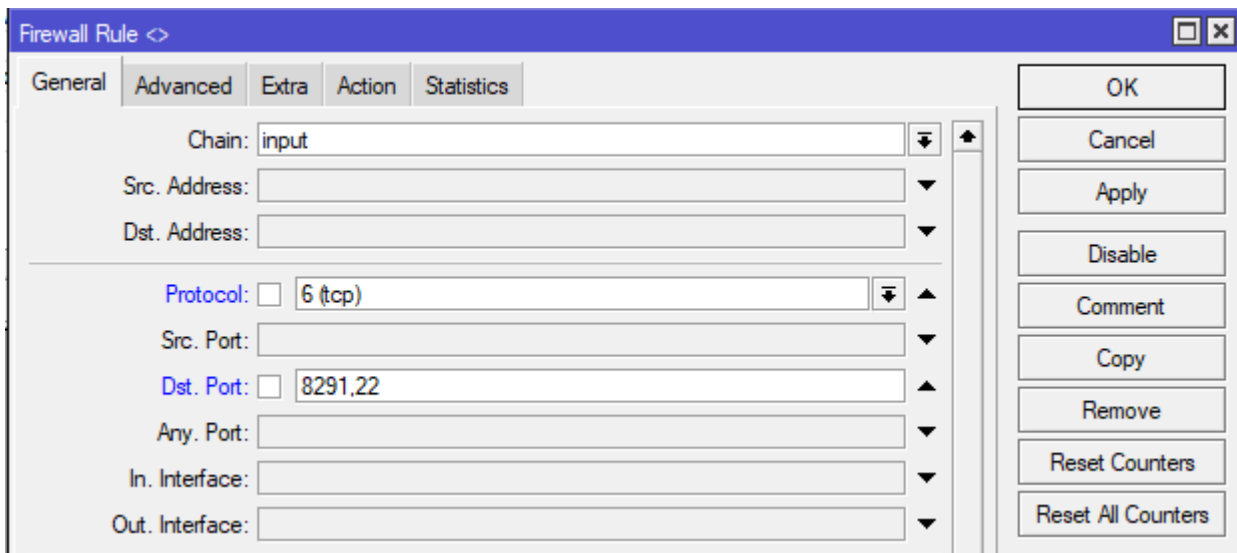 Firewall Rule <>
General Advanced Extra Action Statistics
OK
Chain: input
Cancel
Src. Address:
Apply
Dst. Address:
Disable
Protocol: 6 (tcp)
Comment
Src. Port:
Copy
Dst. Port: 8291,22
Remove
Any. Port:
Reset Counters
In. Interface:
Reset All Counters
Out. Interface: